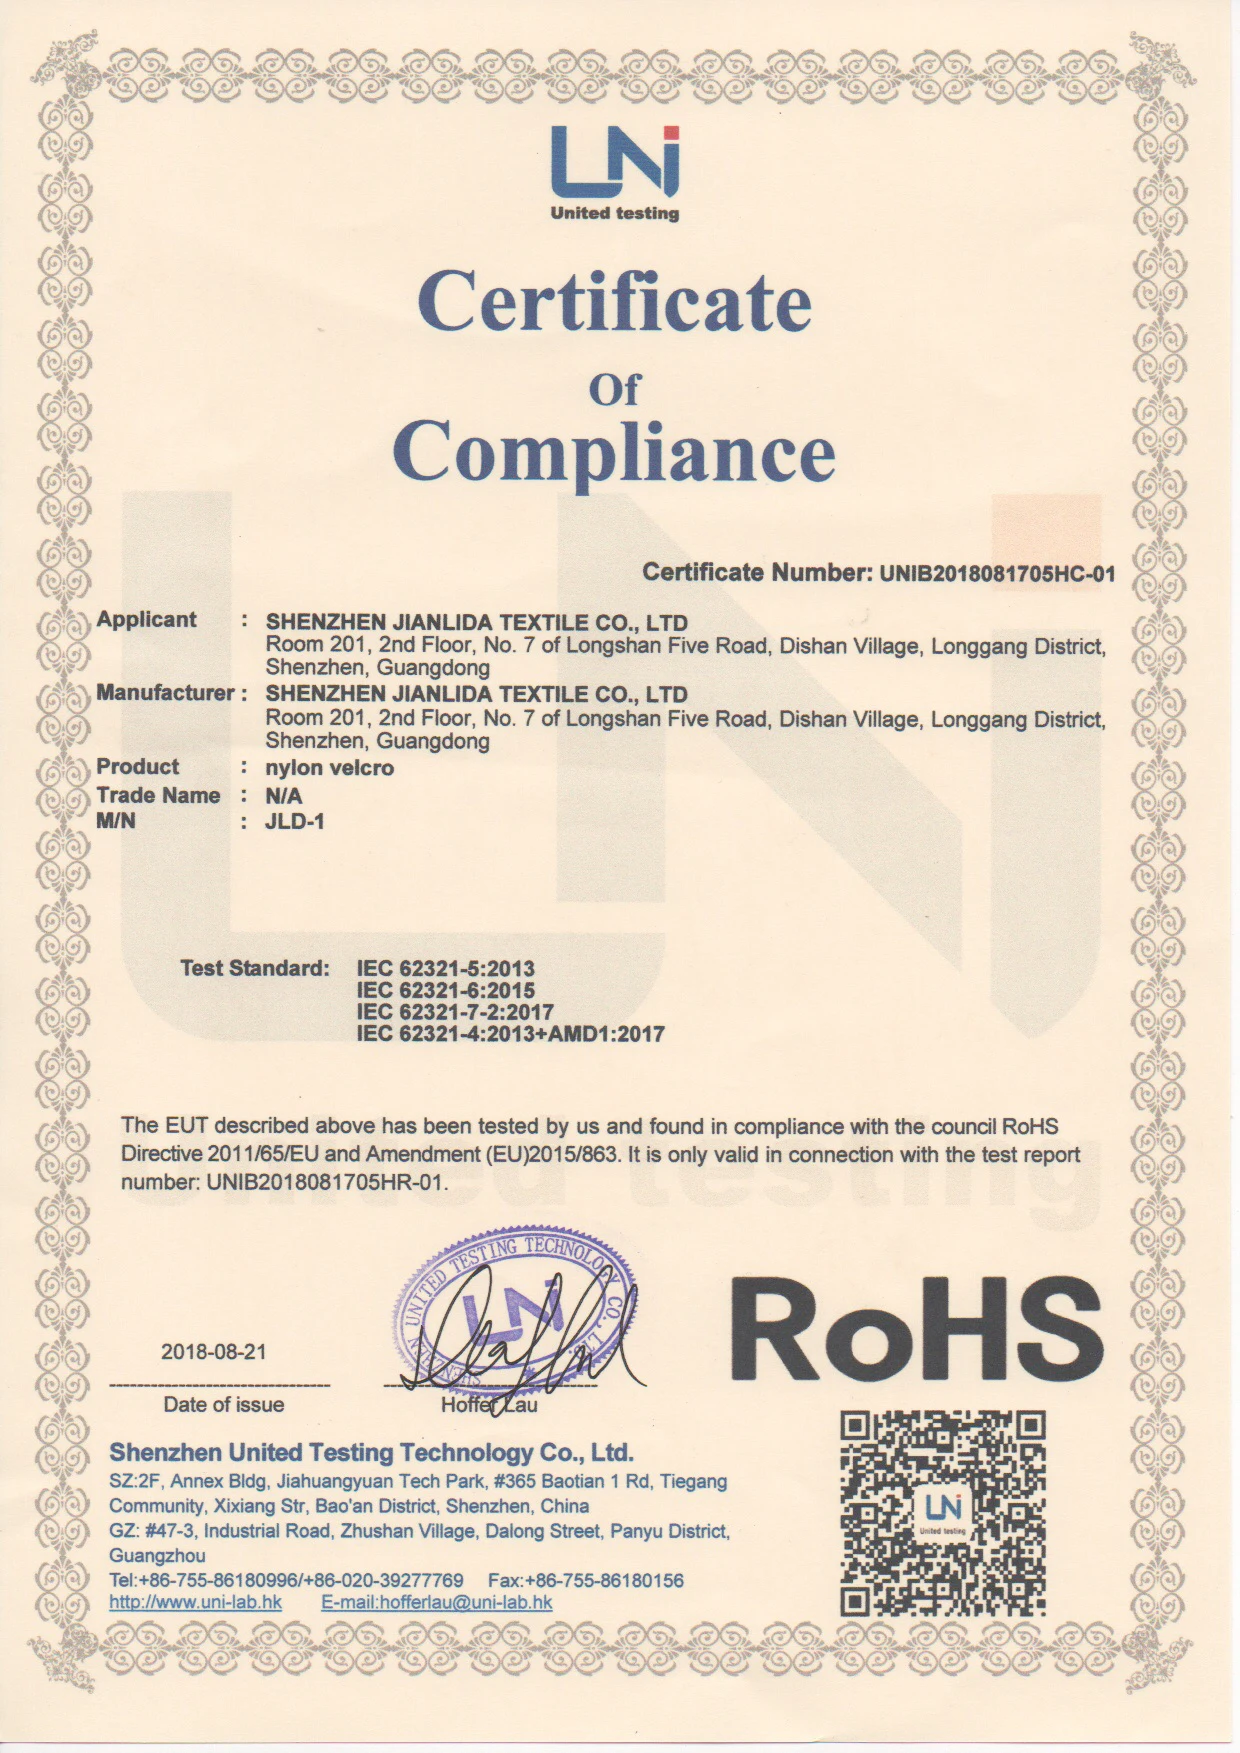 UNi
United testing
Certificate
Of
Compliance
Certificate Number: UNIB2018081705HC-01
Applicant : SHENZHEN JIANLIDA TEXTILE CO., LTD
Room 201, 2nd Floor, No. 7 of Longshan Five Road, Dishan Village, Longgang District,
Shenzhen, Guangdong
Manufacturer : SHENZHEN JIANLIDA TEXTILE CO., LTD
Room 201, 2nd Floor, No. 7 of Longshan Five Road, Dishan Village, Longgang District,
Shenzhen, Guangdong
Product : nylon velcro
Trade Name : N/A
M/N : JLD-1
Test Standard: IEC 62321-5:2013
IEC 62321-6:2015
IEC 62321-7-2:2017
IEC 62321-4:2013+AMD1:2017
The EUT described above has been tested by us and found in compliance with the council RoHS
Directive 2011/65/EU and Amendment (EU)2015/863. It is only valid in connection with the test report
number: UNIB2018081705HR-01.
United testing
SHENZHEN UNITED TESTING TECHNOLOGY CO., LTD.
UNi
RoHS
2018-08-21
Date of issue
Hoffer Lau
Shenzhen United Testing Technology Co., Ltd.
SZ:2F, Annex Bldg, Jiahuangyuan Tech Park, #365 Baotian 1 Rd, Tiegang
Community, Xixiang Str, Bao'an District, Shenzhen, China
GZ: #47-3, Industrial Road, Zhushan Village, Dalong Street, Panyu District,
Guangzhou
Tel:+86-755-86180996/+86-020-39277769 Fax:+86-755-86180156
http://www.uni-lab.hk E-mail:hofferlau@uni-lab.hk
UNi
United testing